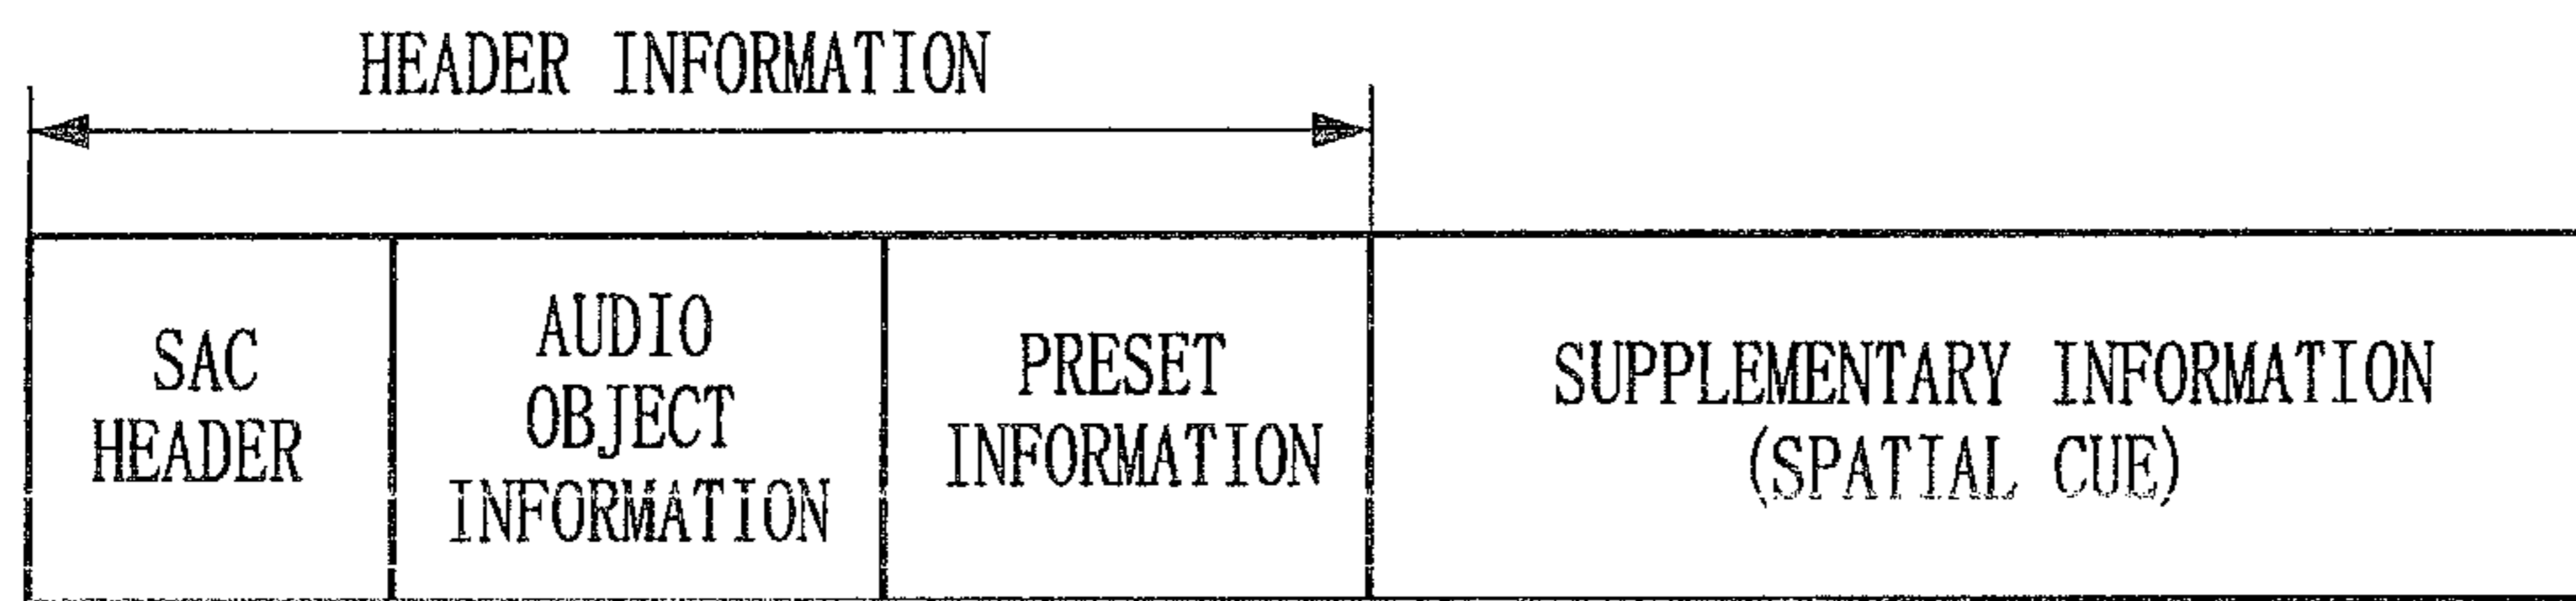 HEADER INFORMATION
SAC
HEADER
AUDIO
OBJECT
INFORMATION
PRESET
INFORMATION
SUPPLEMENTARY INFORMATION
(SPATIAL CUE)